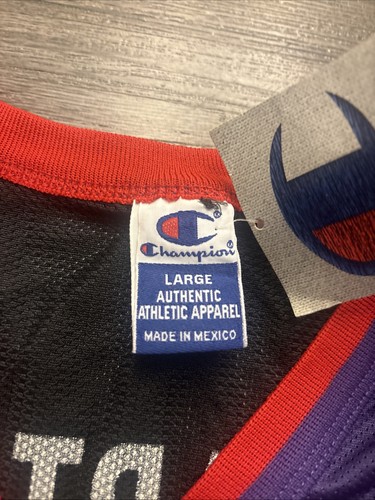 Champion®
LARGE
AUTHENTIC
ATHLETIC APPAREL
MADE IN MEXICO